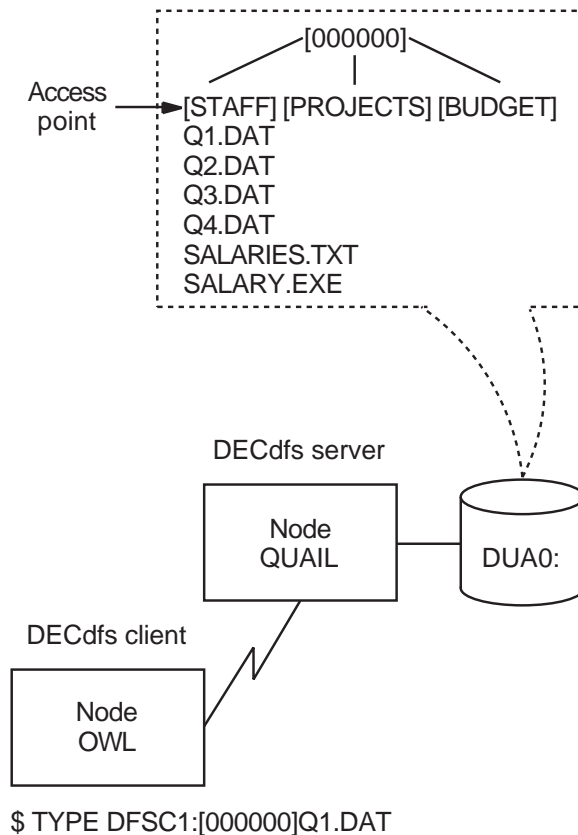 [000000]
Access
point
[STAFF] [PROJECTS] [BUDGET]
Q1.DAT
Q2.DAT
Q3.DAT
Q4.DAT
SALARIES.TXT
SALARY.EXE
DECdfs server
Node
QUAIL
DUA0:
DECdfs client
Node
OWL
$ TYPE DFSC1:[000000]Q1.DAT